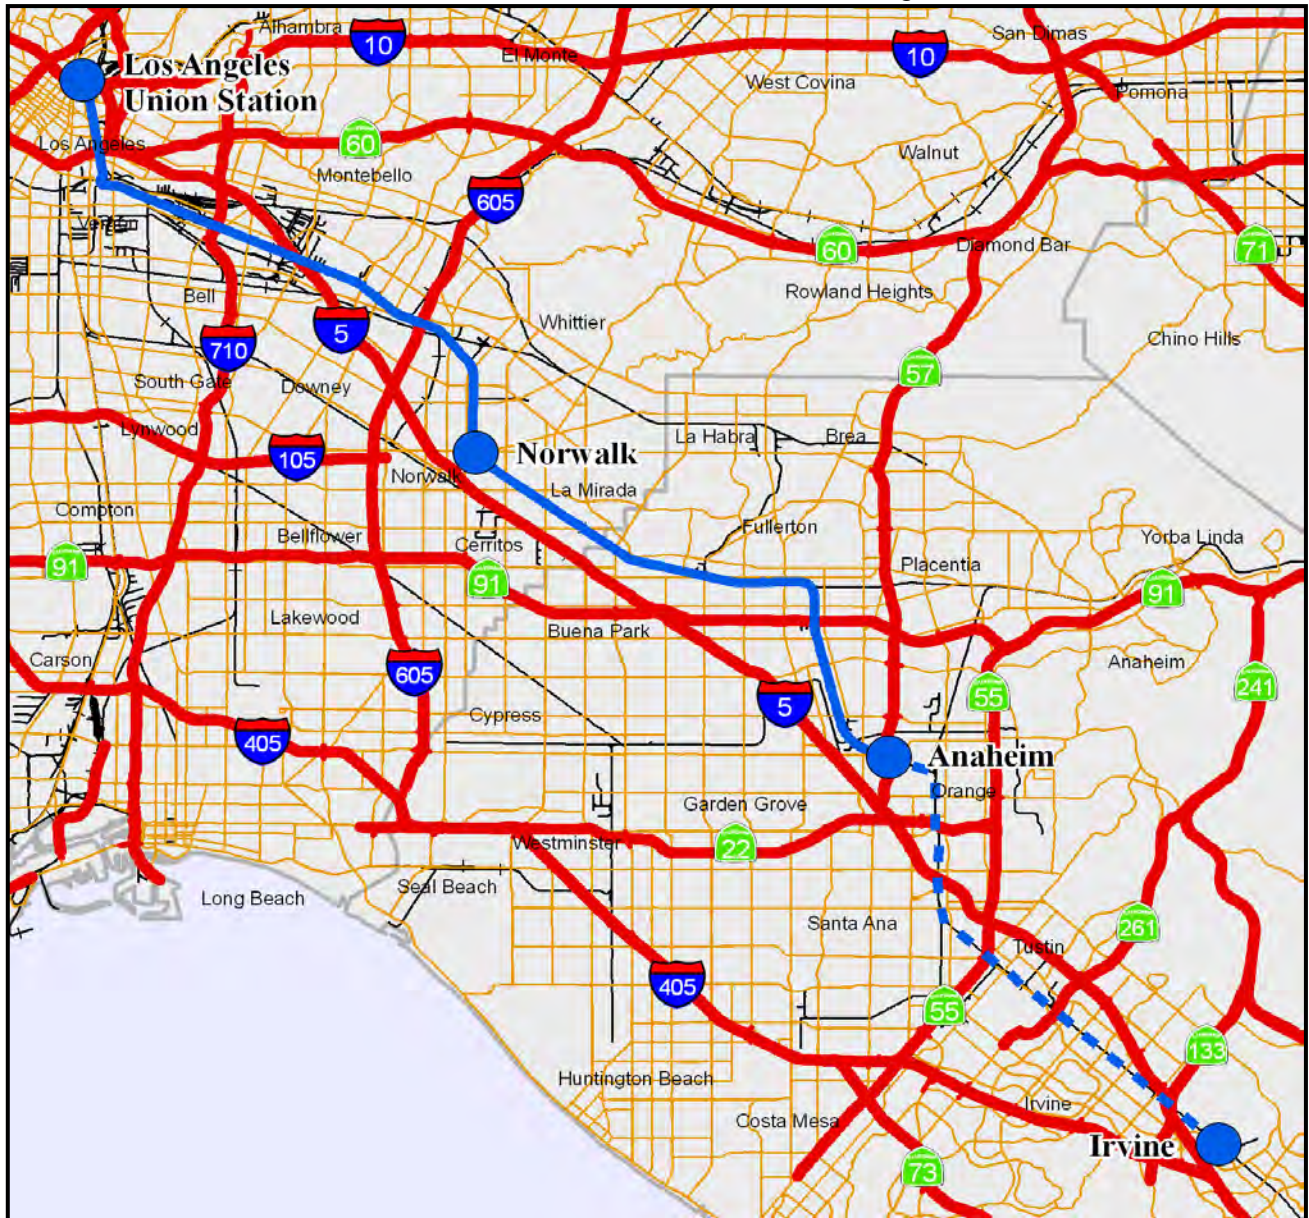 Alhambra
10
El Monte
10
San Dimas
Los Angeles
Union Station
West Covina
Pomona
Los Angeles
60
Montebello
Walnut
605
Vernon
60
Diamond Bar
71
Bell
Rowland Heights
5
Whittier
Chino Hills
710
57
South Gate
Downey
Lynwood
La Habra
Brea
105
Norwalk
Norwalk
La Mirada
Compton
Fullerton
Bellflower
Cerritos
Yorba Linda
91
91
Placentia
91
Lakewood
Buena Park
Carson
Anaheim
605
55
241
5
Cypress
405
Anaheim
Orange
Garden Grove
22
Westminster
Seal Beach
Long Beach
Santa Ana
261
Tustin
405
55
133
Huntington Beach
Irvine
Costa Mesa
Irvine
73